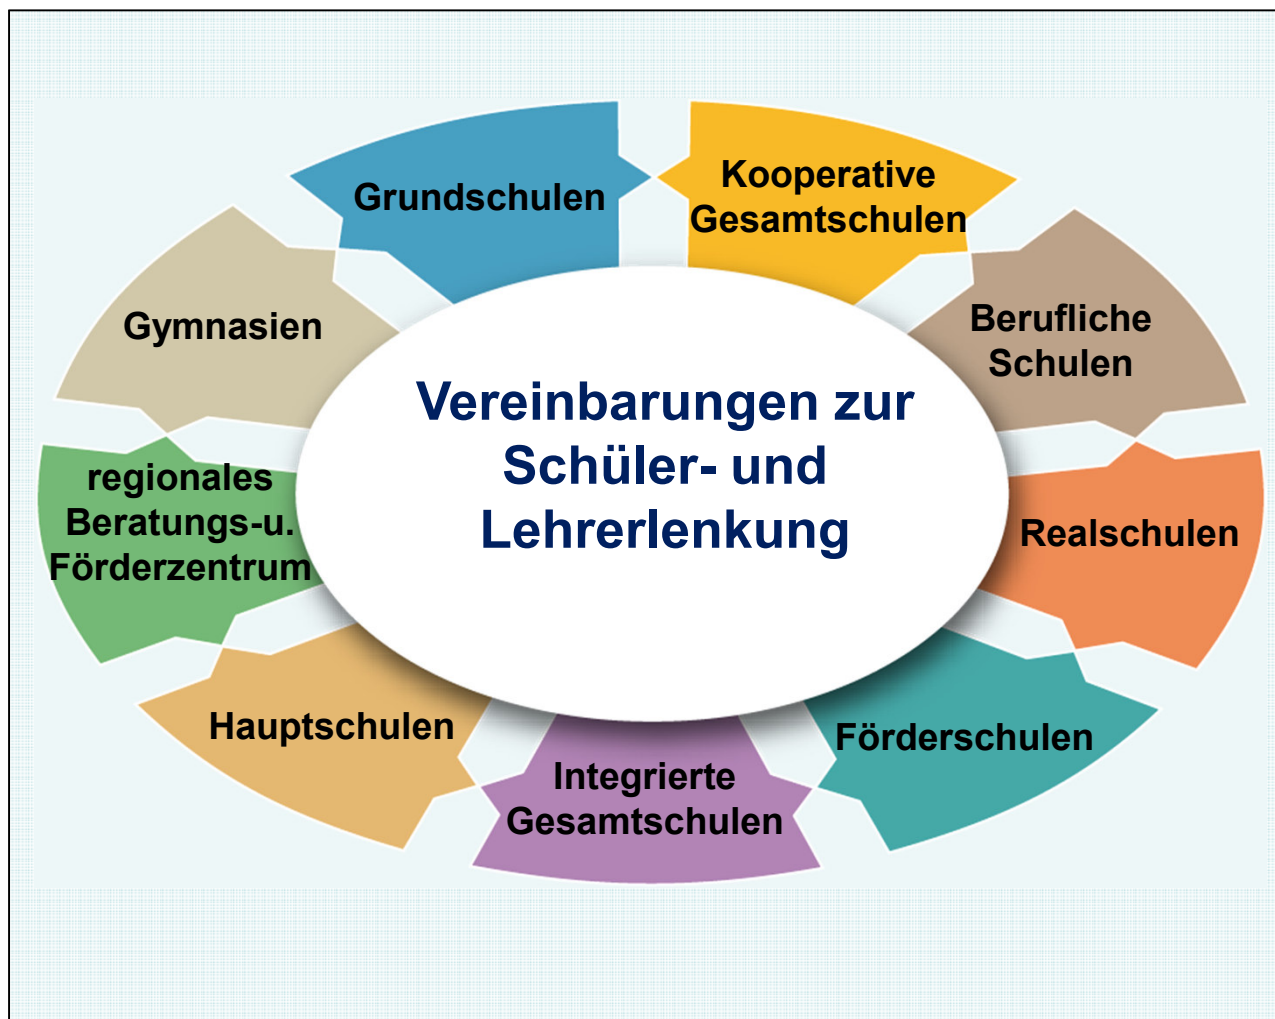 Grundschulen
Kooperative
Gesamtschulen
Gymnasien
Berufliche
Schulen
Vereinbarungen zur
Schüler- und
Lehrerlenkung
regionales
Beratungs-u.
Förderzentrum
Realschulen
Hauptschulen
Förderschulen
Integrierte
Gesamtschulen